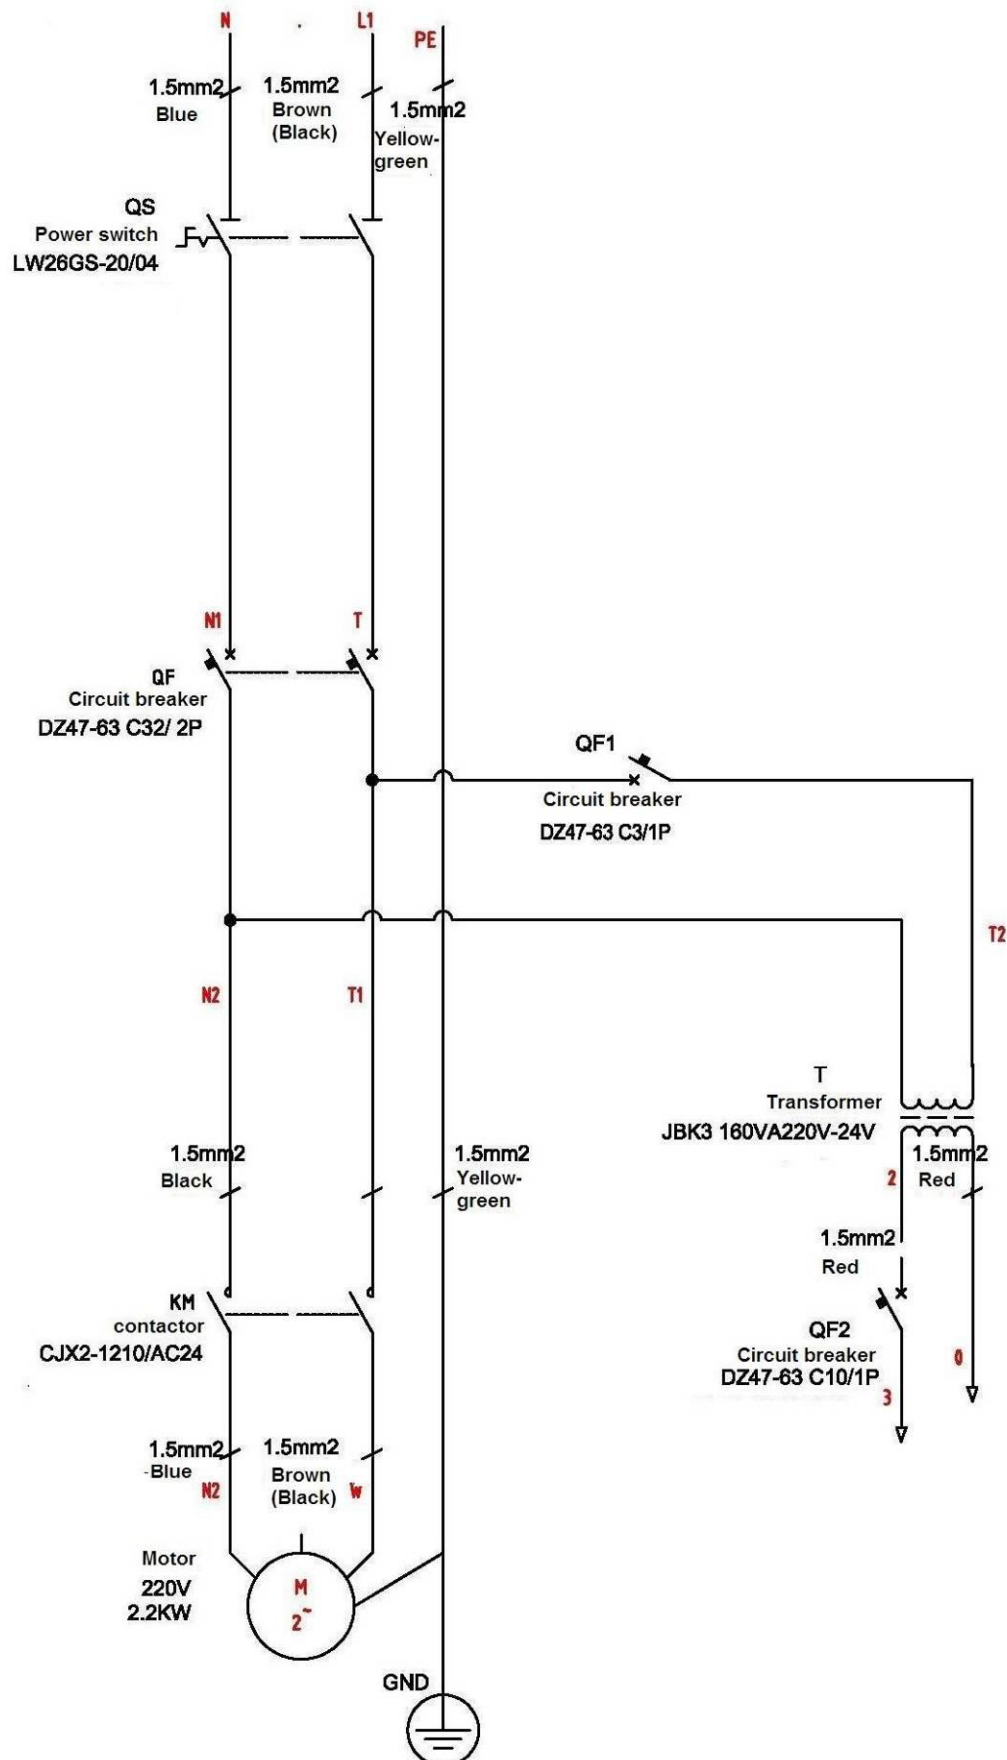 N
L1
PE
1.5mm2
Blue
1.5mm2
Brown
(Black)
1.5mm2
Yellow-
green
QS
Power switch
LW26GS-20/04
N1
T
QF
Circuit breaker
DZ47-63 C32/ 2P
QF1
Circuit breaker
DZ47-63 C3/1P
T2
N2
T1
T
Transformer
JBK3 160VA220V-24V
1.5mm2
Black
1.5mm2
Yellow-
green
1.5mm2
Red
2
1.5mm2
Red
KM
contactor
CJX2-1210/AC24
QF2
Circuit breaker
DZ47-63 C10/1P
0
3
1.5mm2
Blue
N2
1.5mm2
Brown
(Black)
W
Motor
220V
2.2KW
M
2~
GND